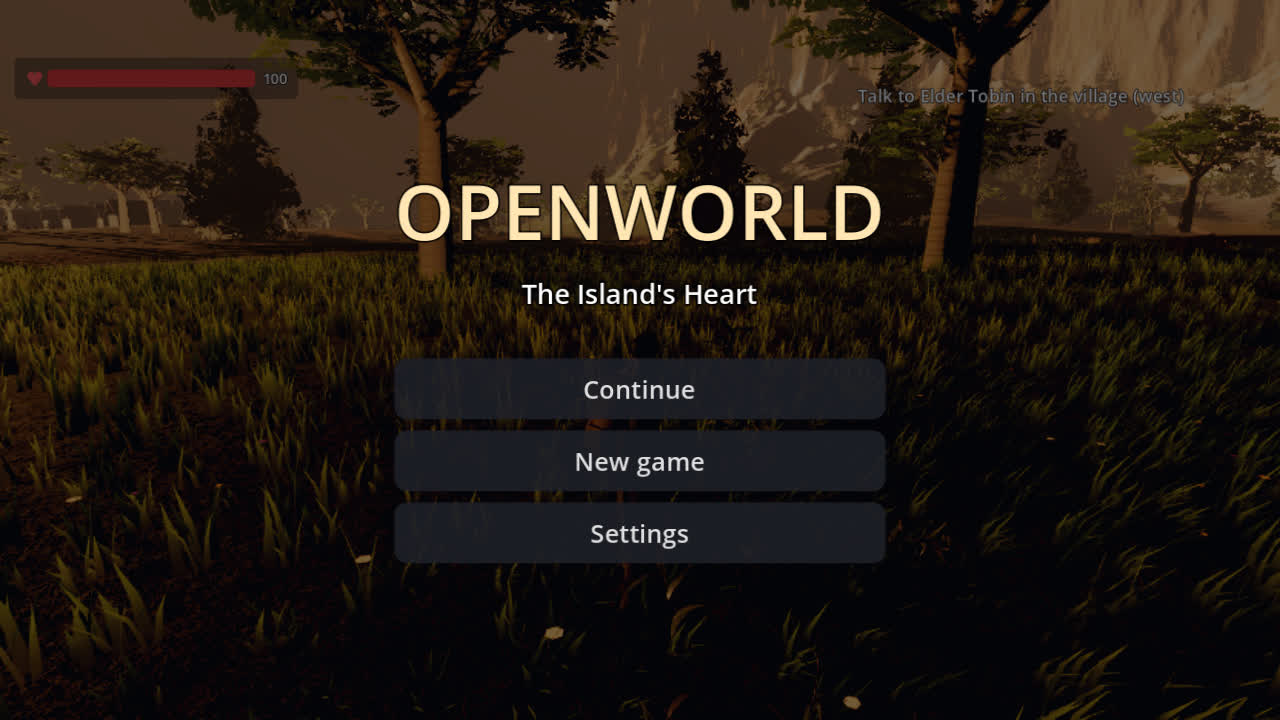 100
Talk to Elder Tobin in the village (west)
OPENWORLD
The Island's Heart
Continue
New game
Settings